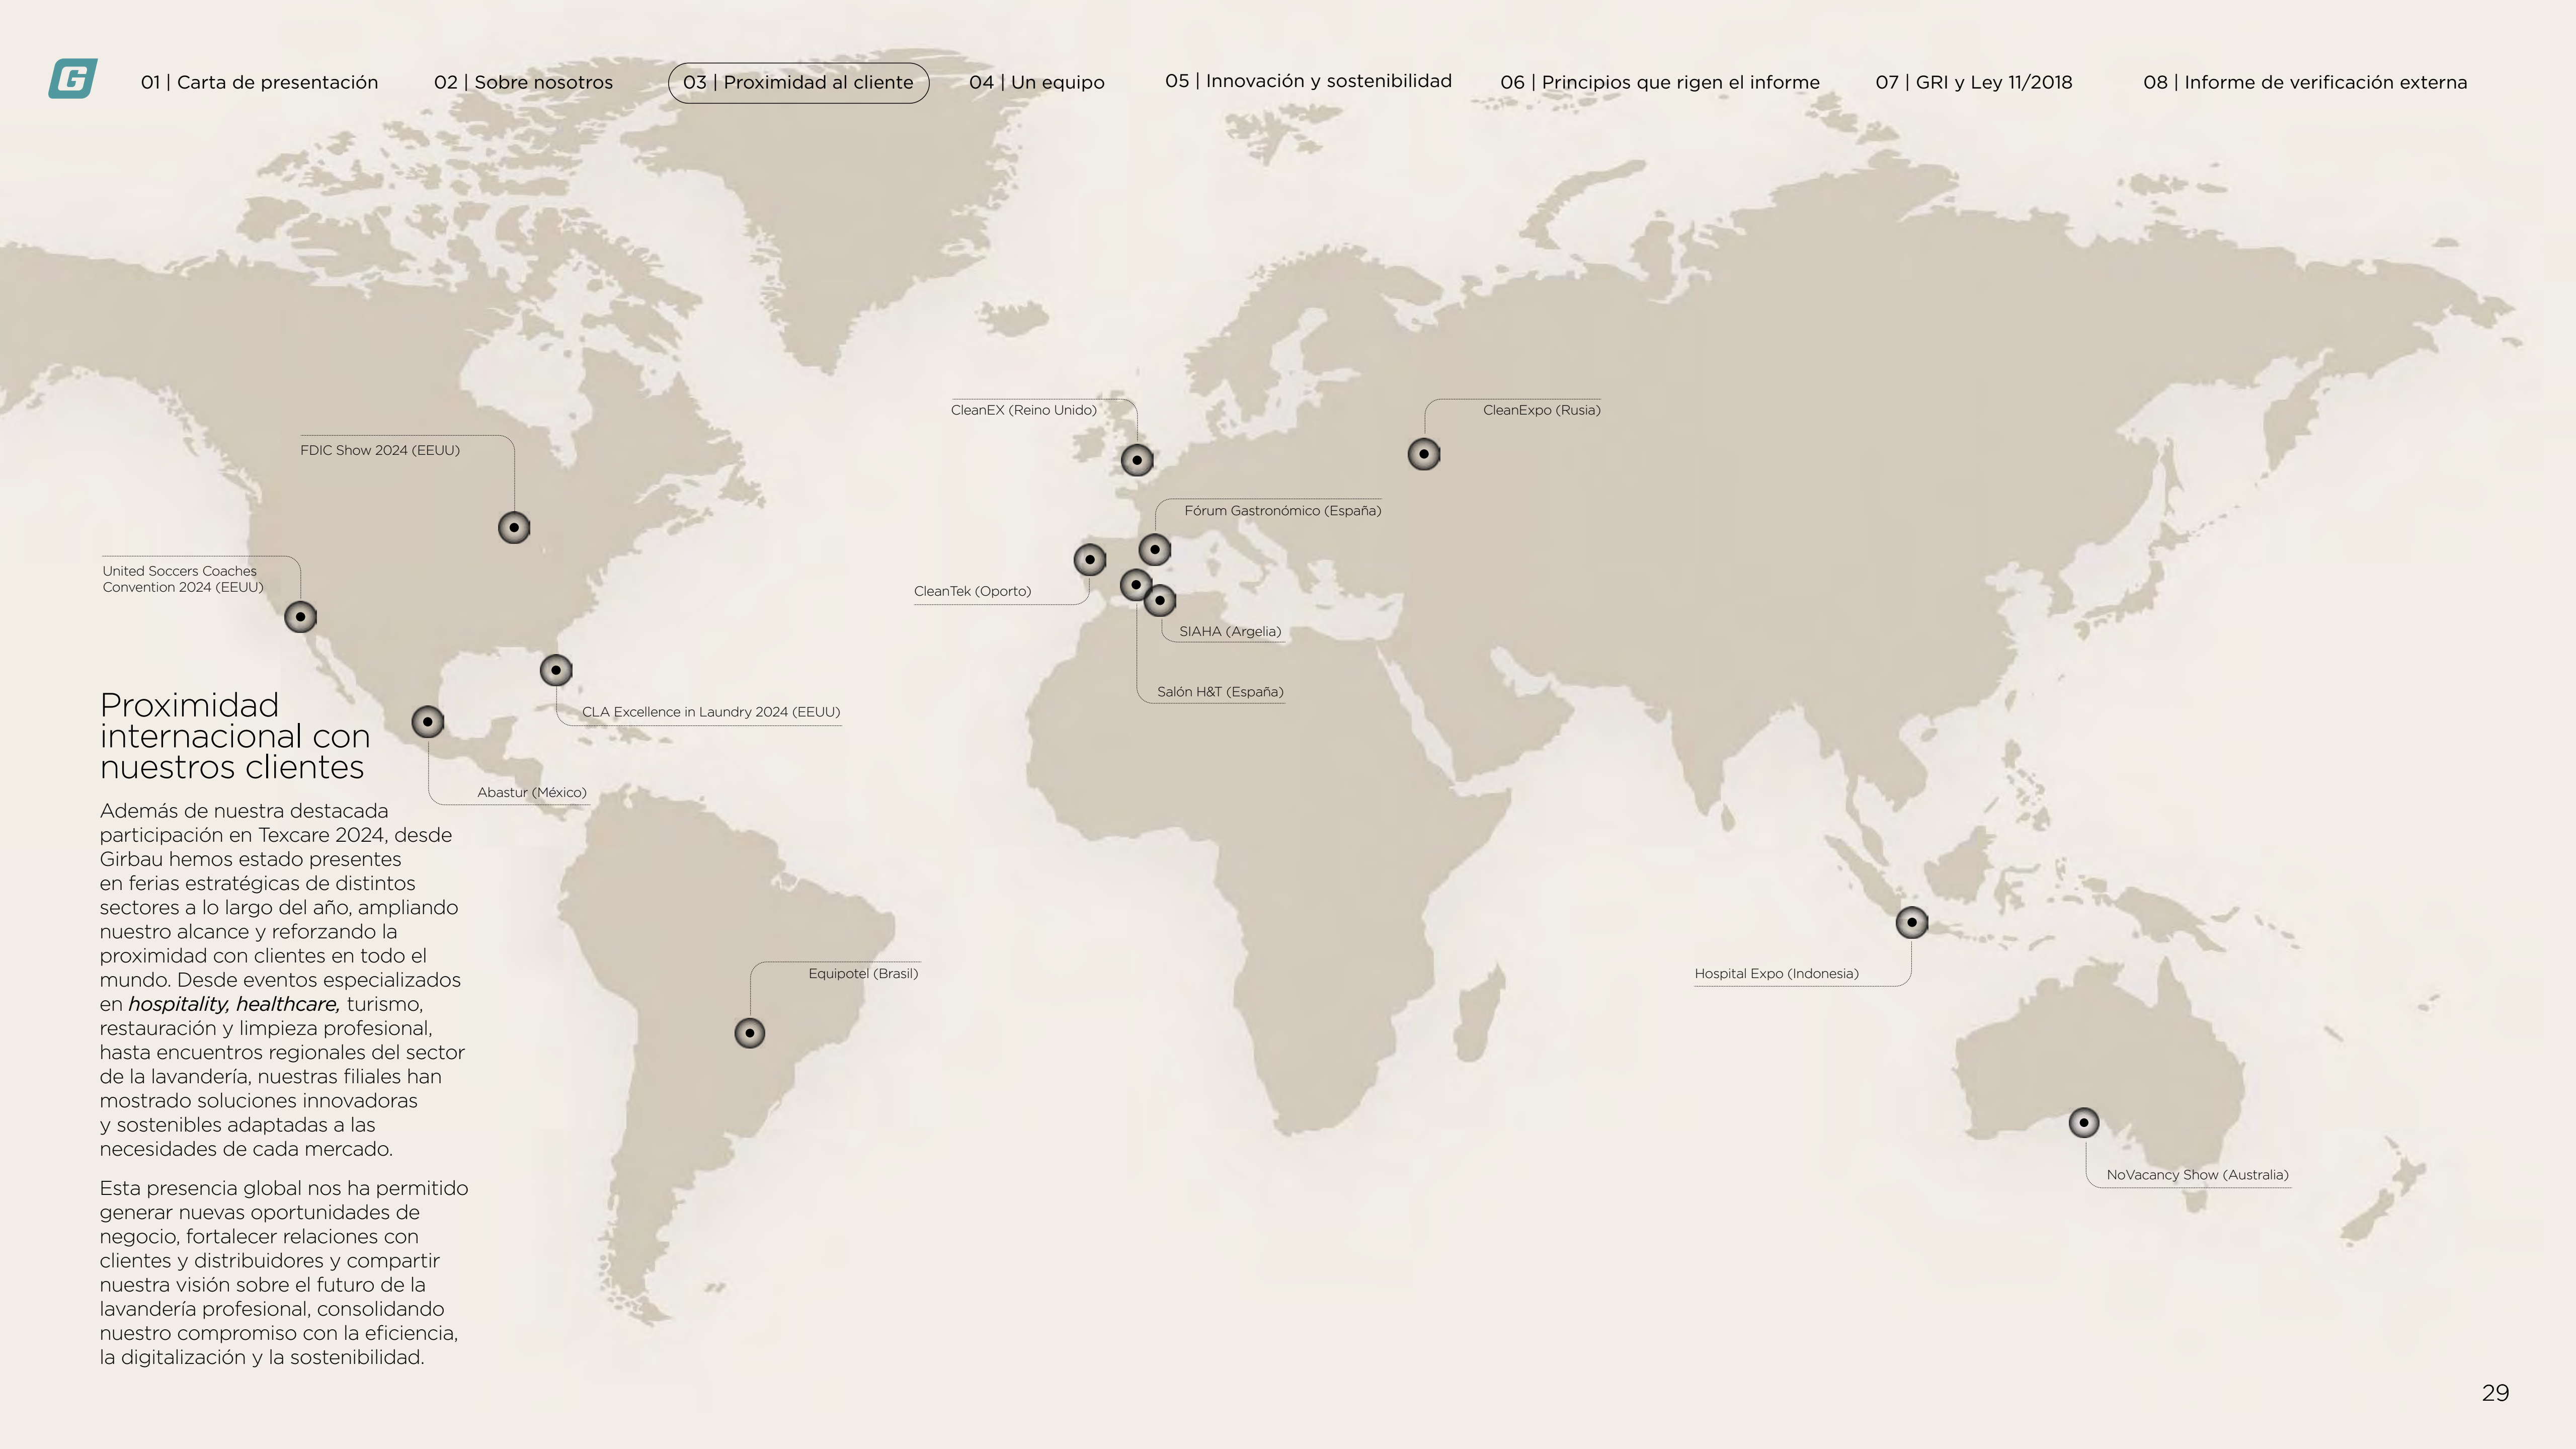 G
01 | Carta de presentación
02 | Sobre nosotros
03 | Proximidad al cliente
04 | Un equipo
05 | Innovación y sostenibilidad
06 | Principios que rigen el informe
07 | GRI y Ley 11/2018
08 | Informe de verificación externa
CleanEX (Reino Unido)
CleanExpo (Rusia)
FDIC Show 2024 (EEUU)
Fórum Gastronómico (España)
United Soccers Coaches
Convention 2024 (EEUU)
CleanTek (Oporto)
SIAHA (Argelia)
Salón H&T (España)
CLA Excellence in Laundry 2024 (EEUU)
Abastur (México)
Equipotel (Brasil)
Hospital Expo (Indonesia)
NoVacancy Show (Australia)
Proximidad
internacional con
nuestros clientes
Además de nuestra destacada
participación en Texcare 2024, desde
Girbau hemos estado presentes
en ferias estratégicas de distintos
sectores a lo largo del año, ampliando
nuestro alcance y reforzando la
proximidad con clientes en todo el
mundo. Desde eventos especializados
en hospitality, healthcare, turismo,
restauración y limpieza profesional,
hasta encuentros regionales del sector
de la lavandería, nuestras filiales han
mostrado soluciones innovadoras
y sostenibles adaptadas a las
necesidades de cada mercado.
Esta presencia global nos ha permitido
generar nuevas oportunidades de
negocio, fortalecer relaciones con
clientes y distribuidores y compartir
nuestra visión sobre el futuro de la
lavandería profesional, consolidando
nuestro compromiso con la eficiencia,
la digitalización y la sostenibilidad.
29